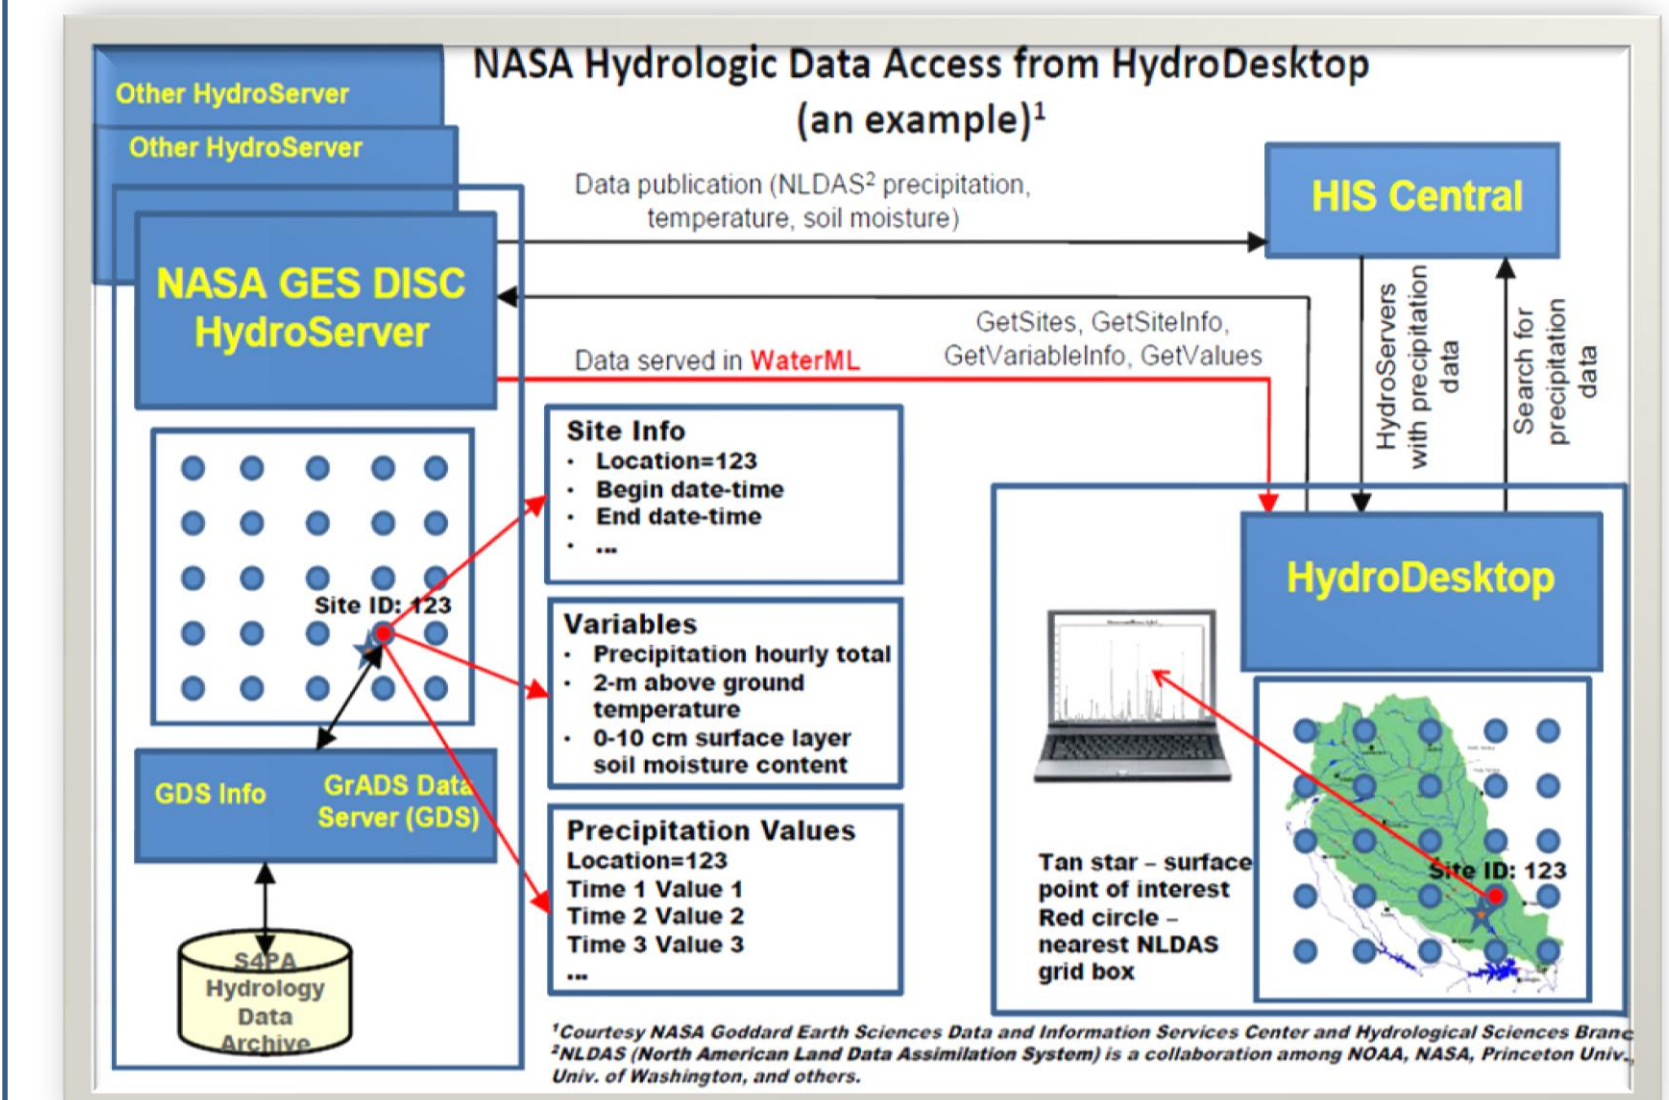 NASA Hydrologic Data Access from HydroDesktop
(an example)¹
Other HydroServer
Other HydroServer
NASA GES DISC
HydroServer
Data publication (NLDAS² precipitation,
temperature, soil moisture)
HIS Central
GetSites, GetSiteInfo,
GetVariableInfo, GetValues
Data served in WaterML
HydroServers
with precipitation
data
Search for
precipitation
data
Site Info
· Location=123
· Begin date-time
· End date-time
· ...
Site ID: 123
Variables
· Precipitation hourly total
· 2-m above ground
temperature
· 0-10 cm surface layer
soil moisture content
Precipitation Values
Location=123
Time 1 Value 1
Time 2 Value 2
Time 3 Value 3
...
GDS Info
GrADS Data
Server (GDS)
S4PA
Hydrology
Data
Archive
HydroDesktop
Tan star – surface
point of interest
Red circle –
nearest NLDAS
grid box
Site ID: 123
¹Courtesy NASA Goddard Earth Sciences Data and Information Services Center and Hydrological Sciences Branc
²NLDAS (North American Land Data Assimilation System) is a collaboration among NOAA, NASA, Princeton Univ.,
Univ. of Washington, and others.